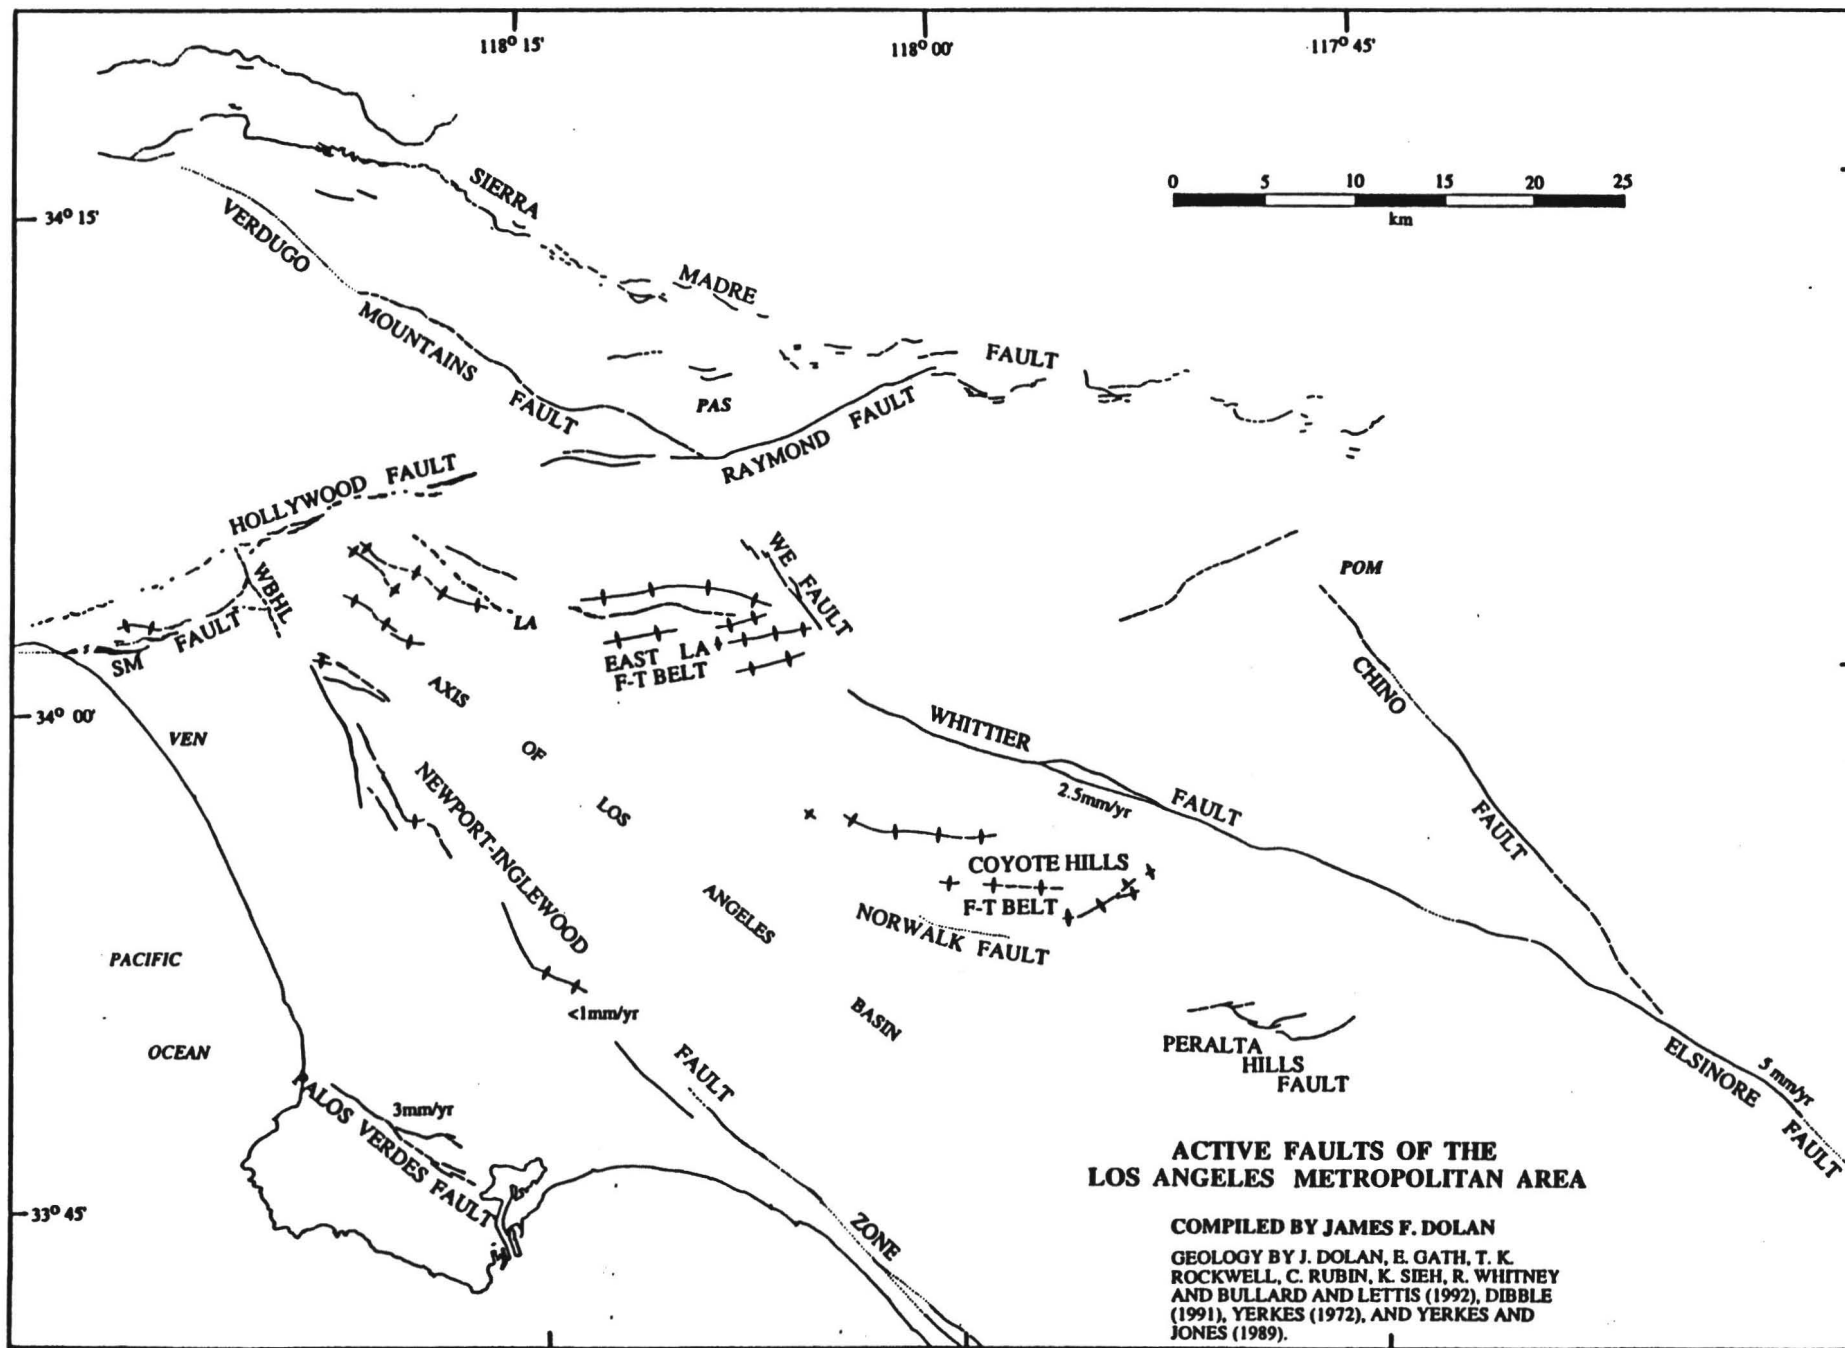 118° 15'
118° 00'
117° 45'
34° 15'
34° 00'
33° 45'
0 5 10 15 20 25
km
SIERRA
MADRE
FAULT
VERDUGO
MOUNTAINS
FAULT
PAS
RAYMOND FAULT
HOLLYWOOD FAULT
WBHL
SM FAULT
LA
WE FAULT
EAST LA
F-T BELT
POM
CHINO
FAULT
VEN
AXIS
OF
LOS
ANGELES
BASIN
WHITTIER
FAULT
2.5mm/yr
NEWPORT-INGLEWOOD
FAULT
ZONE
<1mm/yr
COYOTE HILLS
F-T BELT
NORWALK FAULT
PACIFIC
OCEAN
PALOS VERDES FAULT
3mm/yr
PERALTA
HILLS
FAULT
ELSINORE
FAULT
5 mm/yr
ACTIVE FAULTS OF THE
LOS ANGELES METROPOLITAN AREA
COMPILED BY JAMES F. DOLAN
GEOLOGY BY J. DOLAN, E. GATH, T. K.
ROCKWELL, C. RUBIN, K. SIEH, R. WHITNEY
AND BULLARD AND LETTIS (1992), DIBBLE
(1991), YERKES (1972), AND YERKES AND
JONES (1989).